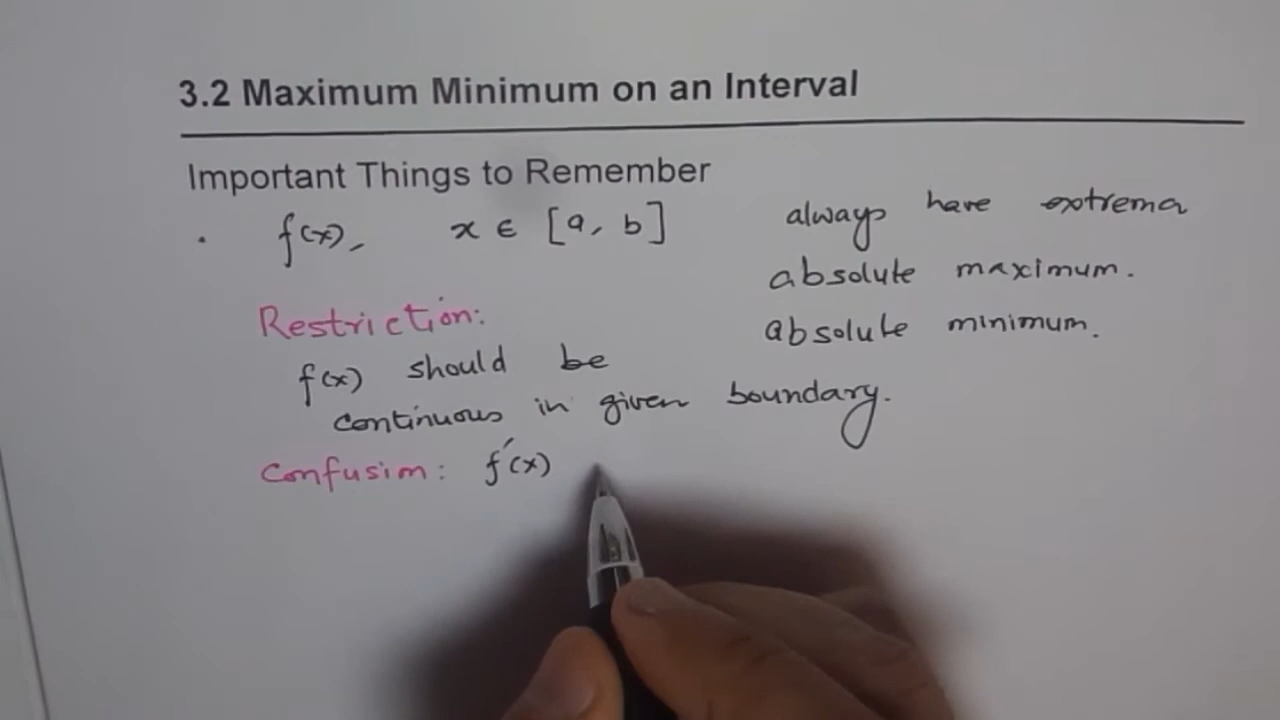 3.2 Maximum Minimum on an Interval
Important Things to Remember
. f(x), x ∈ [a, b] always have extrema
absolute maximum.
Restriction: absolute minimum.
f(x) should be
continuous in given boundary.
Confusion: f'(x)